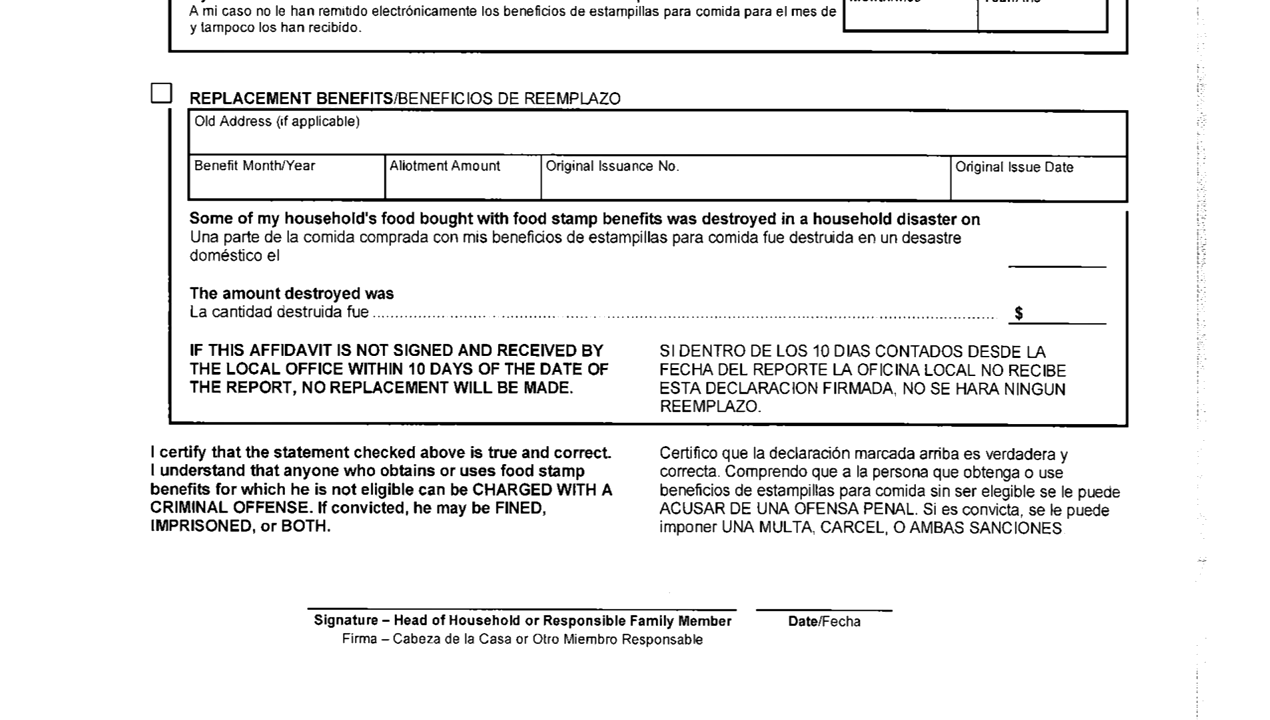 A mi caso no le han remitido electrónicamente los beneficios de estampillas para comida para el mes de
y tampoco los han recibido.
REPLACEMENT BENEFITS/BENEFICIOS DE REEMPLAZO
Old Address (if applicable)
Benefit Month/Year
Allotment Amount
Original Issuance No.
Original Issue Date
Some of my household's food bought with food stamp benefits was destroyed in a household disaster on
Una parte de la comida comprada con mis beneficios de estampillas para comida fue destruida en un desastre
doméstico el
The amount destroyed was
La cantidad destruida fue ........................................................................ $
IF THIS AFFIDAVIT IS NOT SIGNED AND RECEIVED BY
THE LOCAL OFFICE WITHIN 10 DAYS OF THE DATE OF
THE REPORT, NO REPLACEMENT WILL BE MADE.
SI DENTRO DE LOS 10 DIAS CONTADOS DESDE LA
FECHA DEL REPORTE LA OFICINA LOCAL NO RECIBE
ESTA DECLARACION FIRMADA, NO SE HARA NINGUN
REEMPLAZO.
I certify that the statement checked above is true and correct.
I understand that anyone who obtains or uses food stamp
benefits for which he is not eligible can be CHARGED WITH A
CRIMINAL OFFENSE. If convicted, he may be FINED,
IMPRISONED, or BOTH.
Certifico que la declaración marcada arriba es verdadera y
correcta. Comprendo que a la persona que obtenga o use
beneficios de estampillas para comida sin ser elegible se le puede
ACUSAR DE UNA OFENSA PENAL. Si es convicta, se le puede
imponer UNA MULTA, CARCEL, O AMBAS SANCIONES
Signature – Head of Household or Responsible Family Member
Firma – Cabeza de la Casa or Otro Miembro Responsable
Date/Fecha